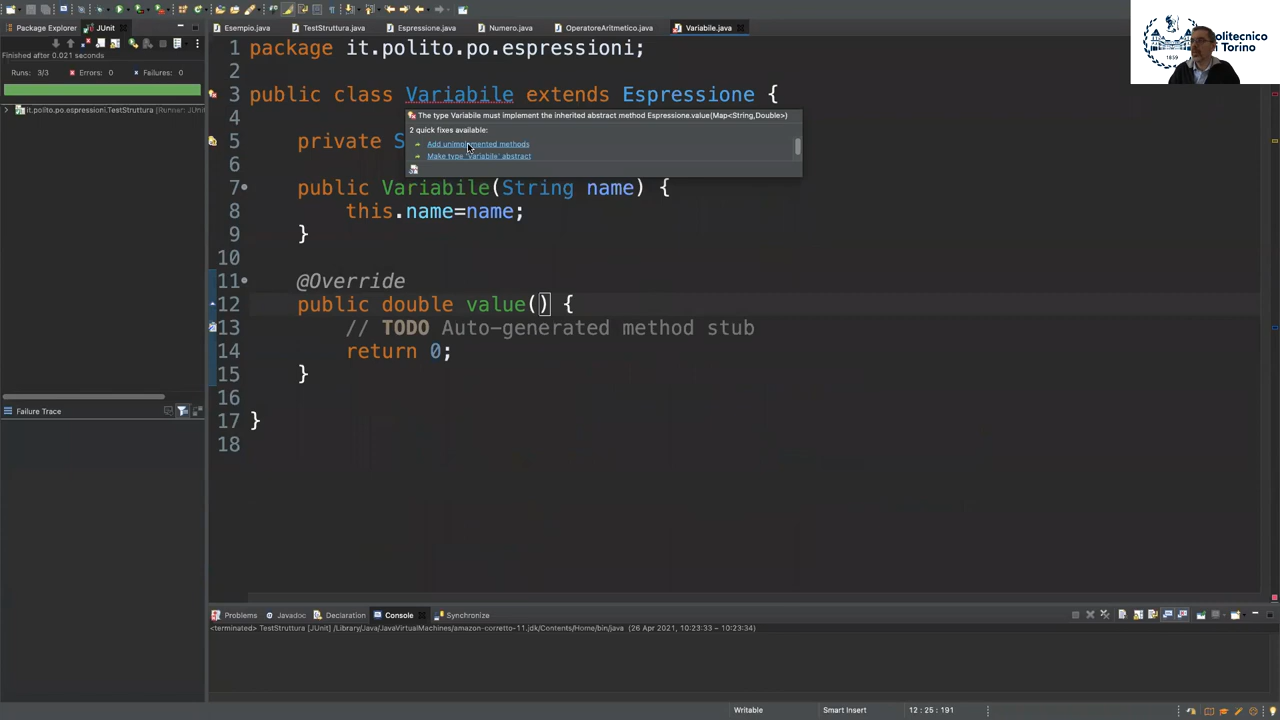 Package Explorer JUnit
Finished after 0.021 seconds
Runs: 3/3 Errors: 0 Failures: 0
it.polito.po.espressioni.TestStruttura [Runner: JU
Failure Trace
Esempio.java TestStruttura.java Espressione.java Numero.java OperatoreAritmetico.java Variabile.java
1 package it.polito.po.espressioni;
2
3 public class Variabile extends Espressione {
4
The type Variabile must implement the inherited abstract method Espressione.value(Map<String,Double>)
2 quick fixes available:
Add unimplemented methods
Make type 'Variabile' abstract
5 private S
6
7 public Variabile(String name) {
8 this.name=name;
9 }
10
11 @Override
12 public double value() {
13 // TODO Auto-generated method stub
14 return 0;
15 }
16
17 }
18
Problems Javadoc Declaration Console Synchronize
<terminated> TestStruttura [JUnit] /Library/Java/JavaVirtualMachines/amazon-corretto-11.jdk/Contents/Home/bin/java (26 Apr 2021, 10:23:33 – 10:23:34)
Writable Smart Insert 12 : 25 : 191
Politecnico
di Torino
1859